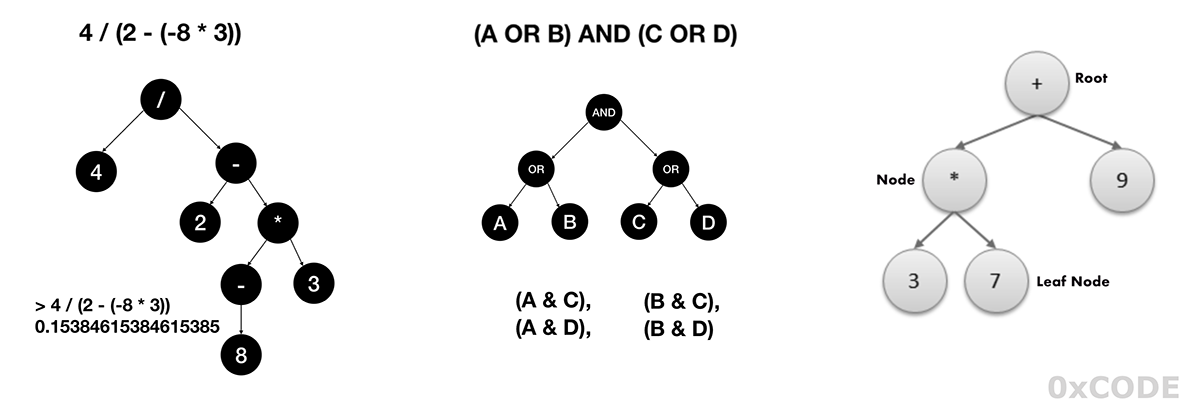 4 / (2 - (-8 * 3))
/
4
-
2
*
-
3
8
> 4 / (2 - (-8 * 3))
0.15384615384615385
(A OR B) AND (C OR D)
AND
OR
OR
A
B
C
D
(A & C),
(B & C),
(A & D),
(B & D)
+
Root
Node
*
9
3
7
Leaf Node
0xCODE